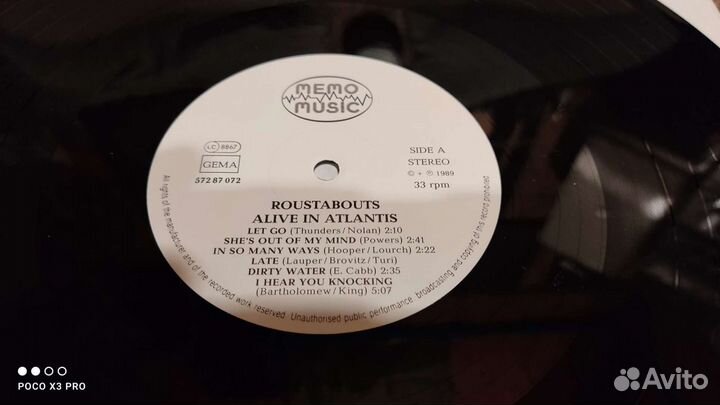 MEMO
MUSIC
LC 8867
GEMA
572 87 072
SIDE A
STEREO
© + ℗ 1989
33 rpm
ROUSTABOUTS
ALIVE IN ATLANTIS
LET GO (Thunders/Nolan) 2:10
SHE'S OUT OF MY MIND (Powers) 2:41
IN SO MANY WAYS (Hooper/Lourch) 2:22
LATE (Lauper/Brovitz/Turi)
DIRTY WATER (E. Cabb) 2:35
I HEAR YOU KNOCKING
(Bartholomew/King) 5:07
All rights of the manufacturer and of the owner of the recorded work reserved. Unauthorised public performance, broadcasting and copying of this record prohibited
POCO X3 PRO
Avito